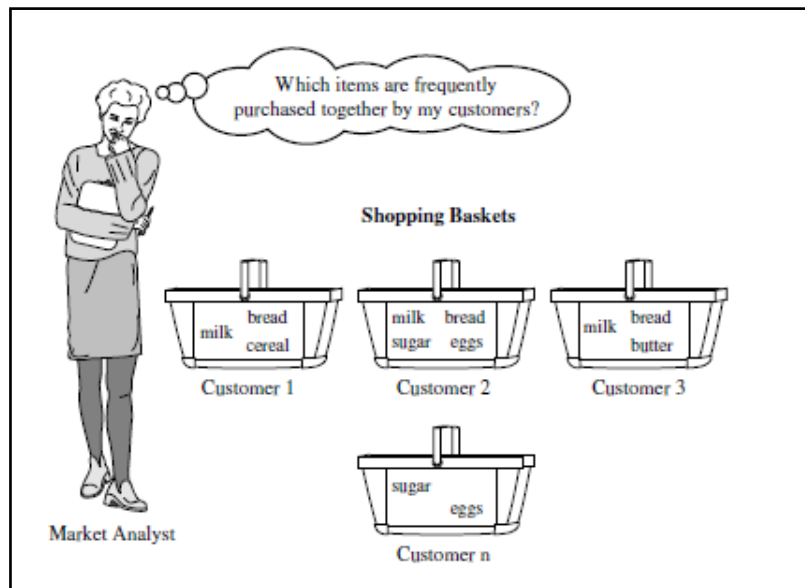 Which items are frequently
purchased together by my customers?
Shopping Baskets
milk bread
cereal
Customer 1
milk bread
sugar eggs
Customer 2
milk bread
butter
Customer 3
sugar
eggs
Customer n
Market Analyst